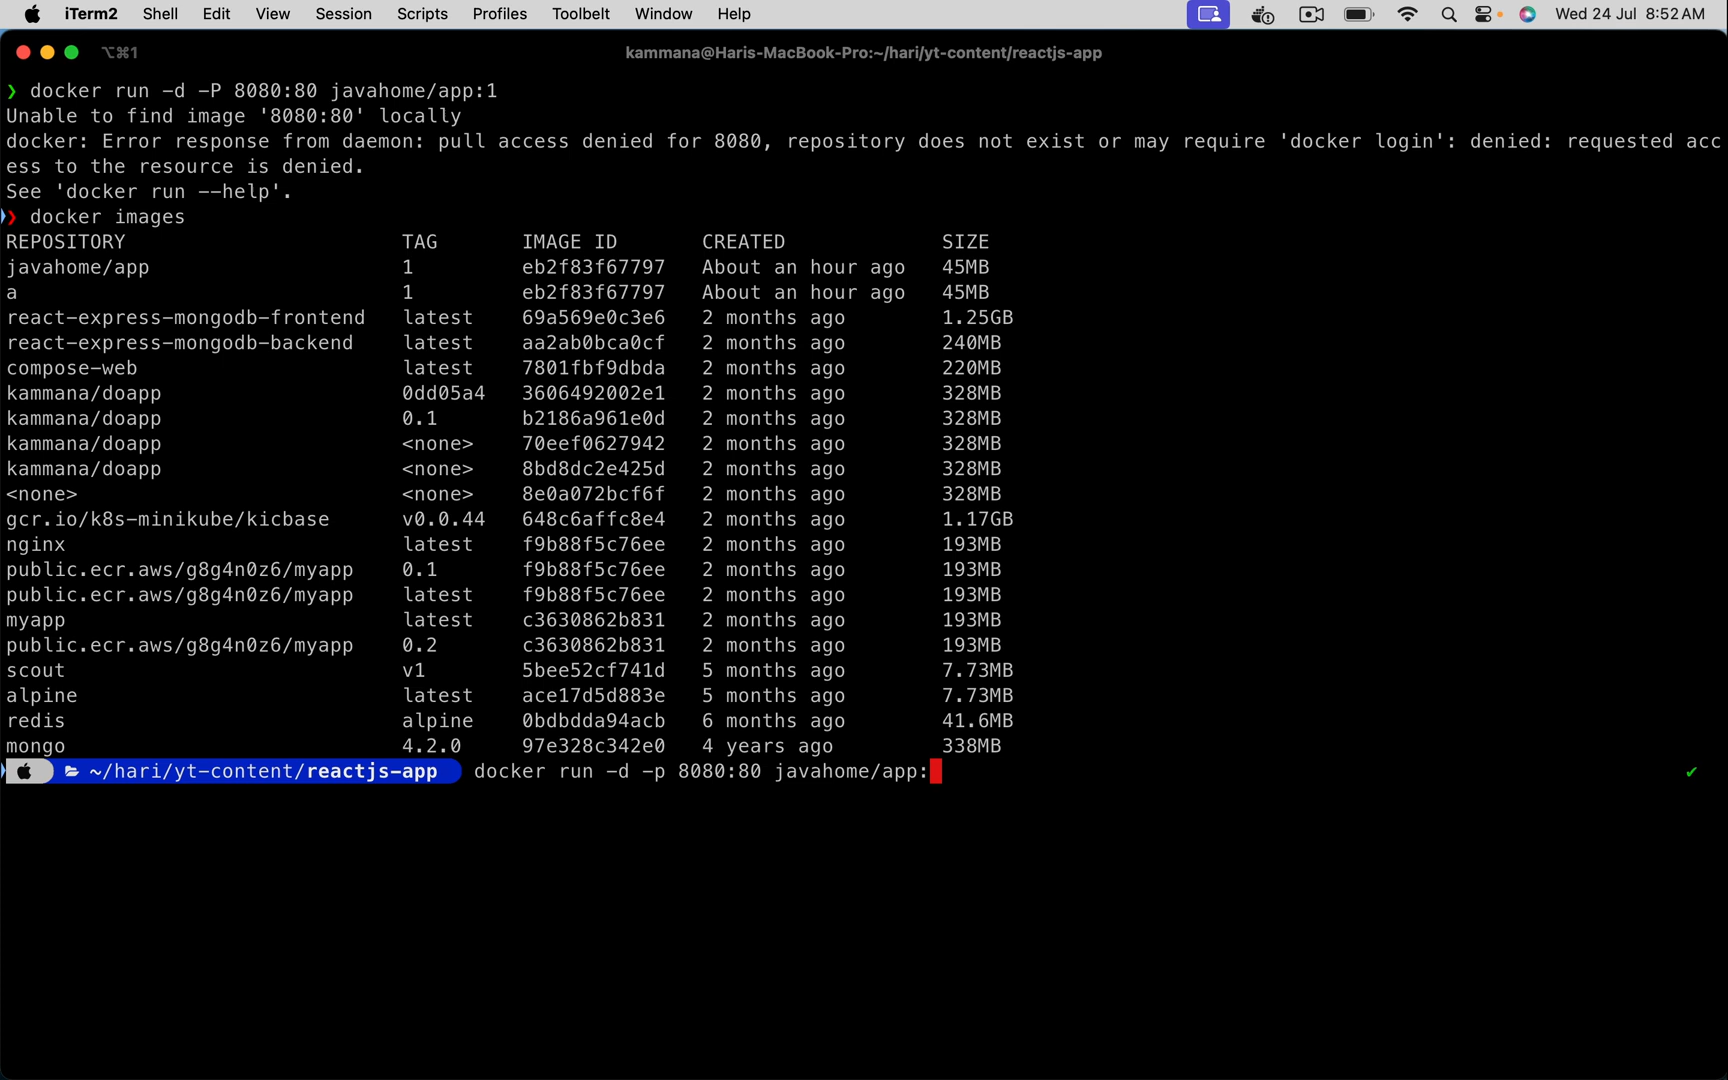 iTerm2 Shell Edit View Session Scripts Profiles Toolbelt Window Help Wed 24 Jul 8:52 AM
⌥⌘1 kammana@Haris-MacBook-Pro:~/hari/yt-content/reactjs-app
❯ docker run -d -P 8080:80 javahome/app:1
Unable to find image '8080:80' locally
docker: Error response from daemon: pull access denied for 8080, repository does not exist or may require 'docker login': denied: requested acc
ess to the resource is denied.
See 'docker run --help'.
❯ docker images
REPOSITORY TAG IMAGE ID CREATED SIZE
javahome/app 1 eb2f83f67797 About an hour ago 45MB
a 1 eb2f83f67797 About an hour ago 45MB
react-express-mongodb-frontend latest 69a569e0c3e6 2 months ago 1.25GB
react-express-mongodb-backend latest aa2ab0bca0cf 2 months ago 240MB
compose-web latest 7801fbf9dbda 2 months ago 220MB
kammana/doapp 0dd05a4 3606492002e1 2 months ago 328MB
kammana/doapp 0.1 b2186a961e0d 2 months ago 328MB
kammana/doapp <none> 70eef0627942 2 months ago 328MB
kammana/doapp <none> 8bd8dc2e425d 2 months ago 328MB
<none> <none> 8e0a072bcf6f 2 months ago 328MB
gcr.io/k8s-minikube/kicbase v0.0.44 648c6affc8e4 2 months ago 1.17GB
nginx latest f9b88f5c76ee 2 months ago 193MB
public.ecr.aws/g8g4n0z6/myapp 0.1 f9b88f5c76ee 2 months ago 193MB
public.ecr.aws/g8g4n0z6/myapp latest f9b88f5c76ee 2 months ago 193MB
myapp latest c3630862b831 2 months ago 193MB
public.ecr.aws/g8g4n0z6/myapp 0.2 c3630862b831 2 months ago 193MB
scout v1 5bee52cf741d 5 months ago 7.73MB
alpine latest ace17d5d883e 5 months ago 7.73MB
redis alpine 0bdbdda94acb 6 months ago 41.6MB
mongo 4.2.0 97e328c342e0 4 years ago 338MB
~/hari/yt-content/reactjs-app docker run -d -p 8080:80 javahome/app: ✔